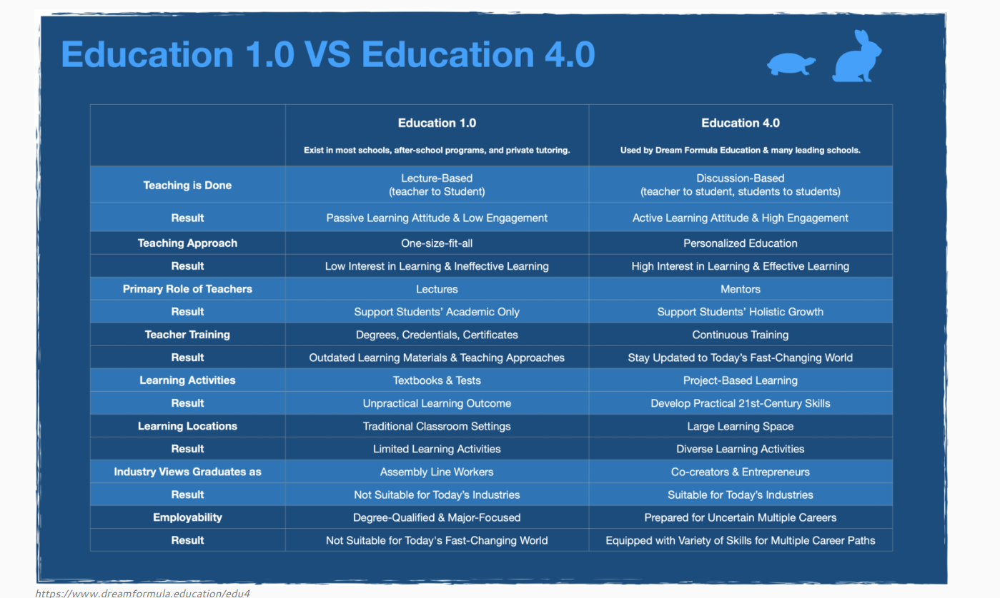 Education 1.0 VS Education 4.0
Education 1.0 Education 4.0
Exist in most schools, after-school programs, and private tutoring. Used by Dream Formula Education & many leading schools.
Teaching is Done Lecture-Based (teacher to Student) Discussion-Based (teacher to student, students to students)
Result Passive Learning Attitude & Low Engagement Active Learning Attitude & High Engagement
Teaching Approach One-size-fit-all Personalized Education
Result Low Interest in Learning & Ineffective Learning High Interest in Learning & Effective Learning
Primary Role of Teachers Lectures Mentors
Result Support Students’ Academic Only Support Students’ Holistic Growth
Teacher Training Degrees, Credentials, Certificates Continuous Training
Result Outdated Learning Materials & Teaching Approaches Stay Updated to Today’s Fast-Changing World
Learning Activities Textbooks & Tests Project-Based Learning
Result Unpractical Learning Outcome Develop Practical 21st-Century Skills
Learning Locations Traditional Classroom Settings Large Learning Space
Result Limited Learning Activities Diverse Learning Activities
Industry Views Graduates as Assembly Line Workers Co-creators & Entrepreneurs
Result Not Suitable for Today’s Industries Suitable for Today’s Industries
Employability Degree-Qualified & Major-Focused Prepared for Uncertain Multiple Careers
Result Not Suitable for Today's Fast-Changing World Equipped with Variety of Skills for Multiple Career Paths
https://www.dreamformula.education/edu4